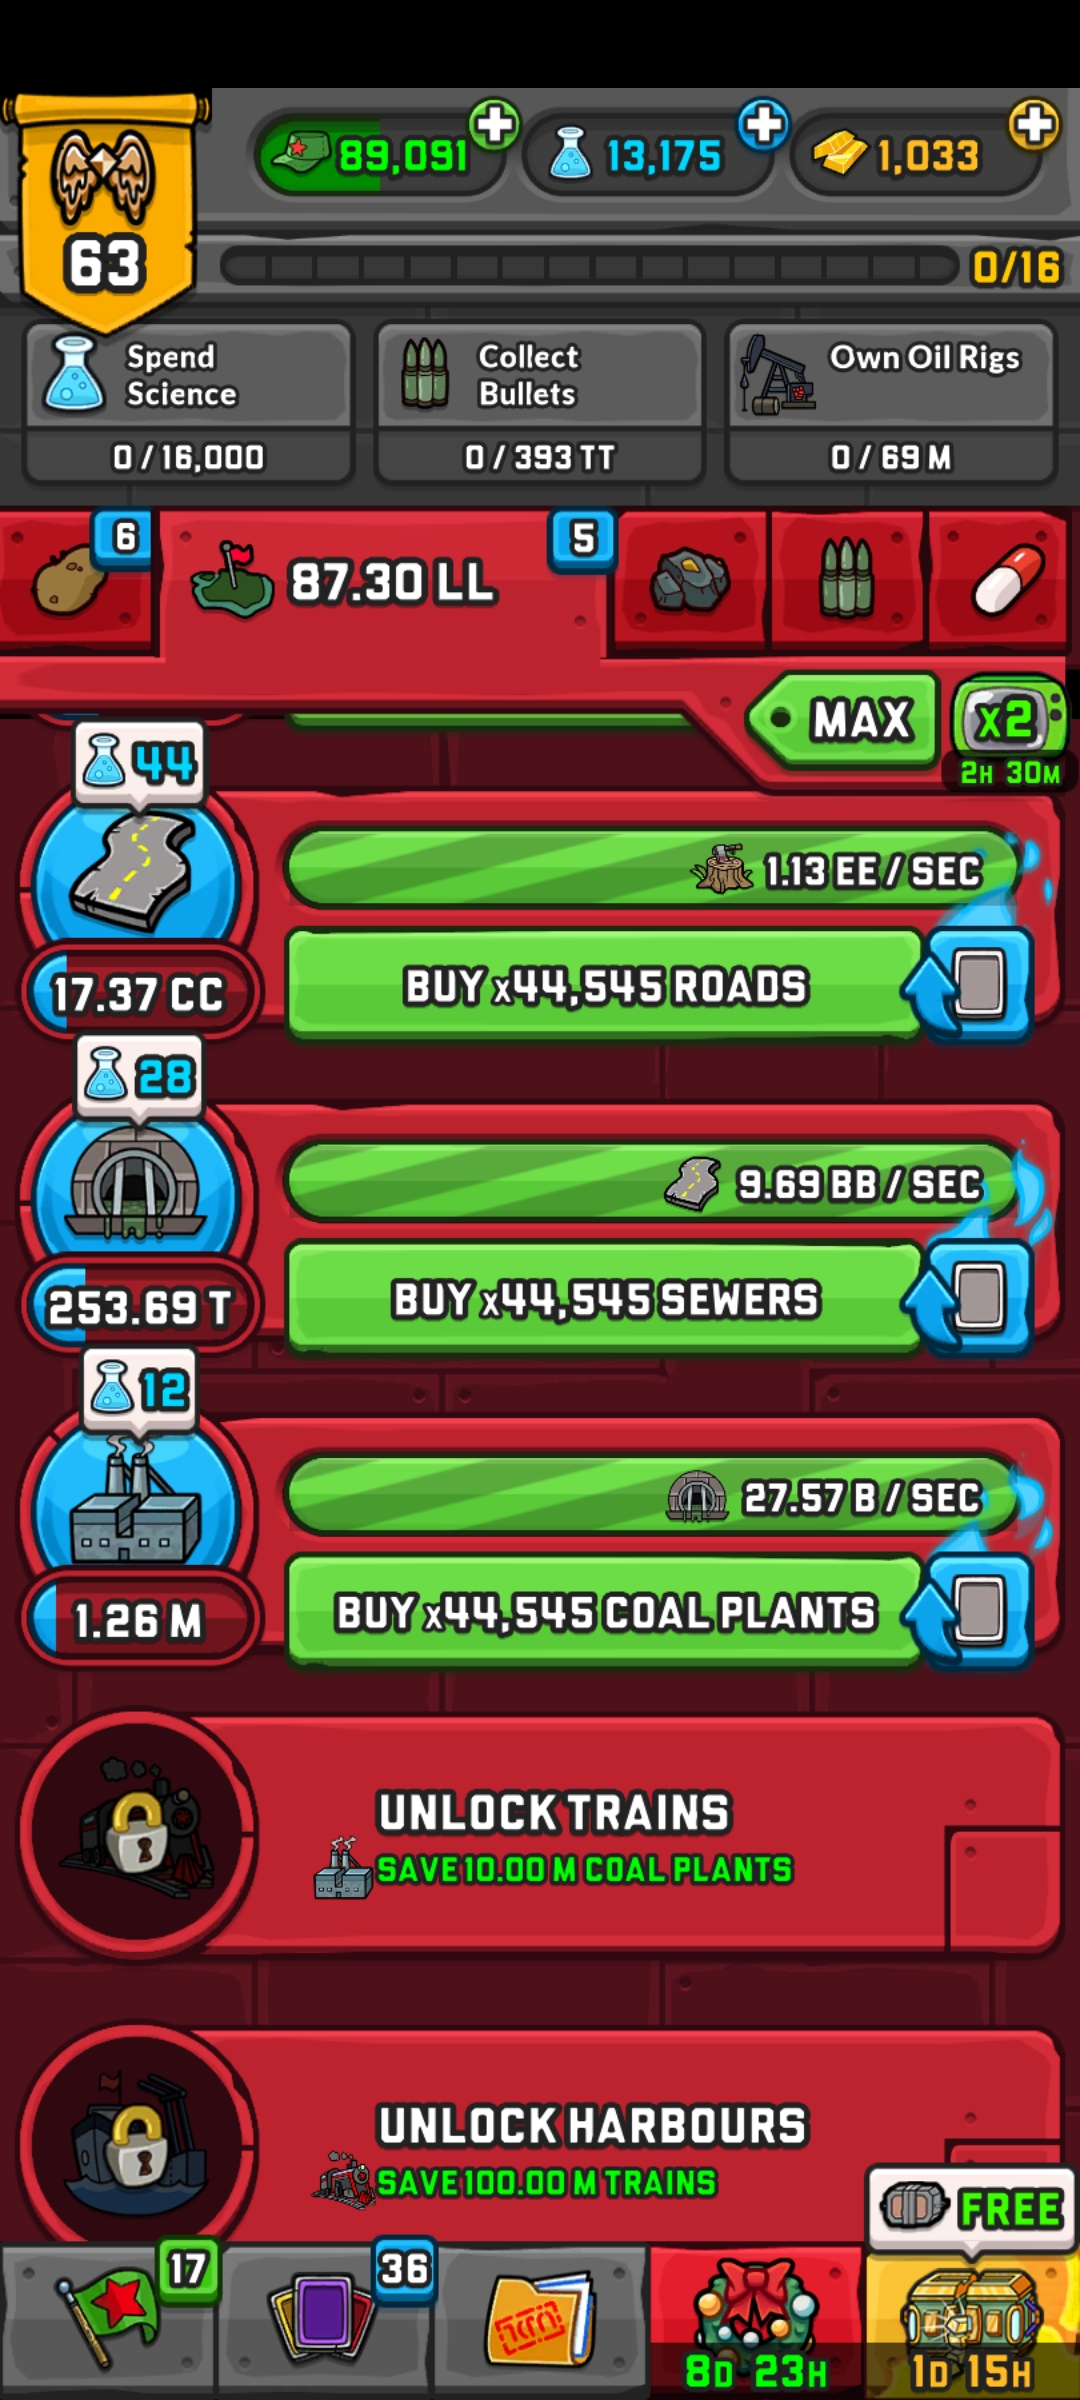 89,091
13,175
1,033
63
0/16
Spend
Science
0 / 16,000
Collect
Bullets
0 / 393 TT
Own Oil Rigs
0 / 69 M
6
87.30 LL
5
MAX
X2
2H 30M
44
1.13 EE / SEC
17.37 CC
BUY x44,545 ROADS
28
9.69 BB / SEC
253.69 T
BUY x44,545 SEWERS
12
27.57 B / SEC
1.26 M
BUY x44,545 COAL PLANTS
UNLOCK TRAINS
SAVE 10.00 M COAL PLANTS
UNLOCK HARBOURS
SAVE 100.00 M TRAINS
FREE
17
36
8D 23H
1D 15H